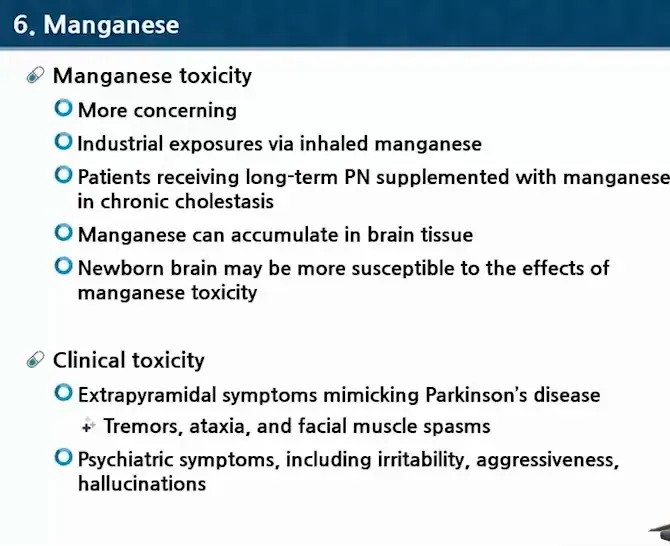 6. Manganese
Manganese toxicity
More concerning
Industrial exposures via inhaled manganese
Patients receiving long-term PN supplemented with manganese
in chronic cholestasis
Manganese can accumulate in brain tissue
Newborn brain may be more susceptible to the effects of
manganese toxicity
Clinical toxicity
Extrapyramidal symptoms mimicking Parkinson's disease
Tremors, ataxia, and facial muscle spasms
Psychiatric symptoms, including irritability, aggressiveness,
hallucinations